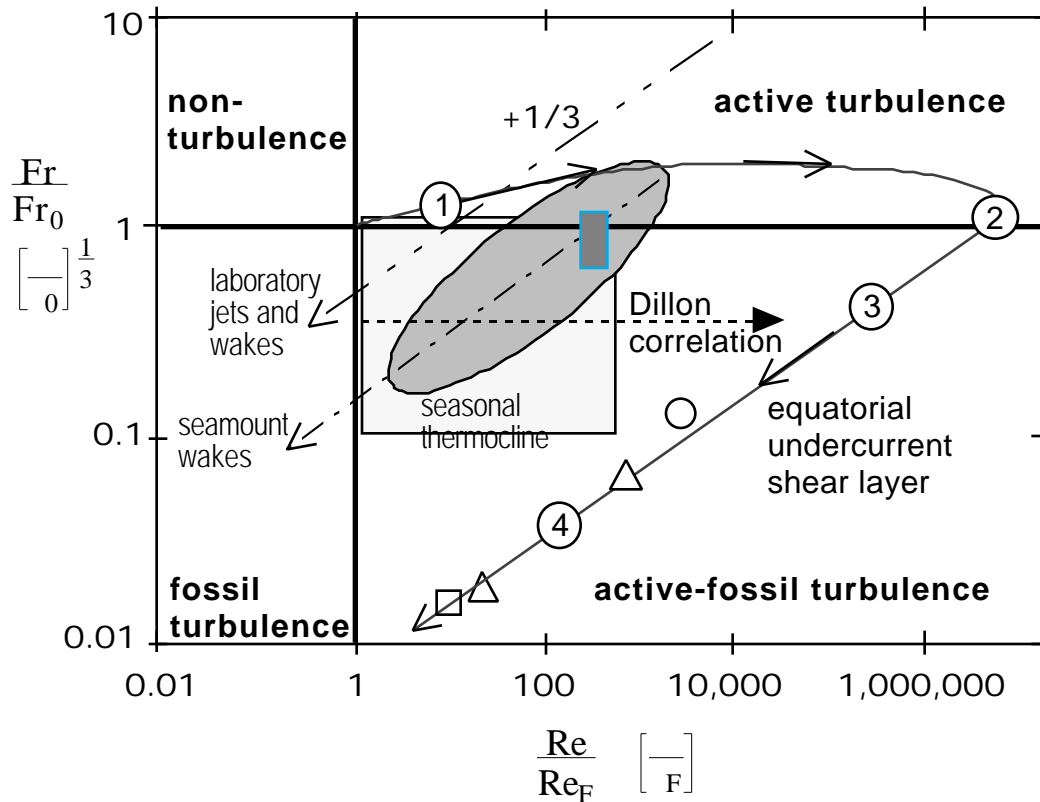 10
non-
turbulence
active turbulence
+1/3
Fr
Fr0
1
1
2
[ 0 ] 1/3
laboratory
jets and
wakes
Dillon
correlation
3
seasonal
thermocline
seamount
wakes
0.1
equatorial
undercurrent
shear layer
4
fossil
turbulence
active-fossil turbulence
0.01
0.01 1 100 10,000 1,000,000
Re
ReF
[ F ]